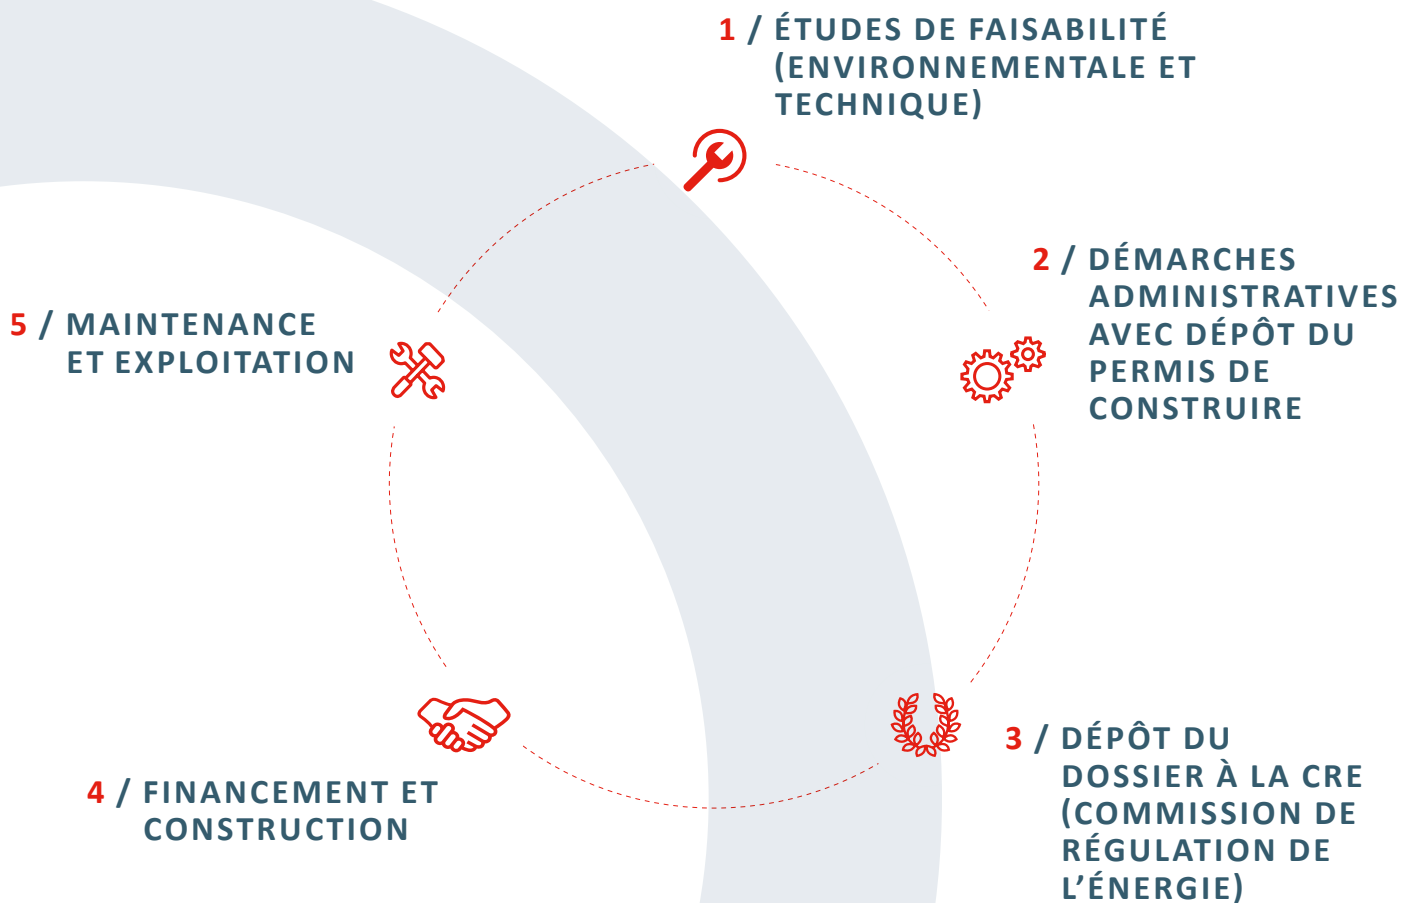 1 / ÉTUDES DE FAISABILITÉ
(ENVIRONNEMENTALE ET
TECHNIQUE)
2 / DÉMARCHES
ADMINISTRATIVES
AVEC DÉPÔT DU
PERMIS DE
CONSTRUIRE
3 / DÉPÔT DU
DOSSIER À LA CRE
(COMMISSION DE
RÉGULATION DE
L’ÉNERGIE)
4 / FINANCEMENT ET
CONSTRUCTION
5 / MAINTENANCE
ET EXPLOITATION